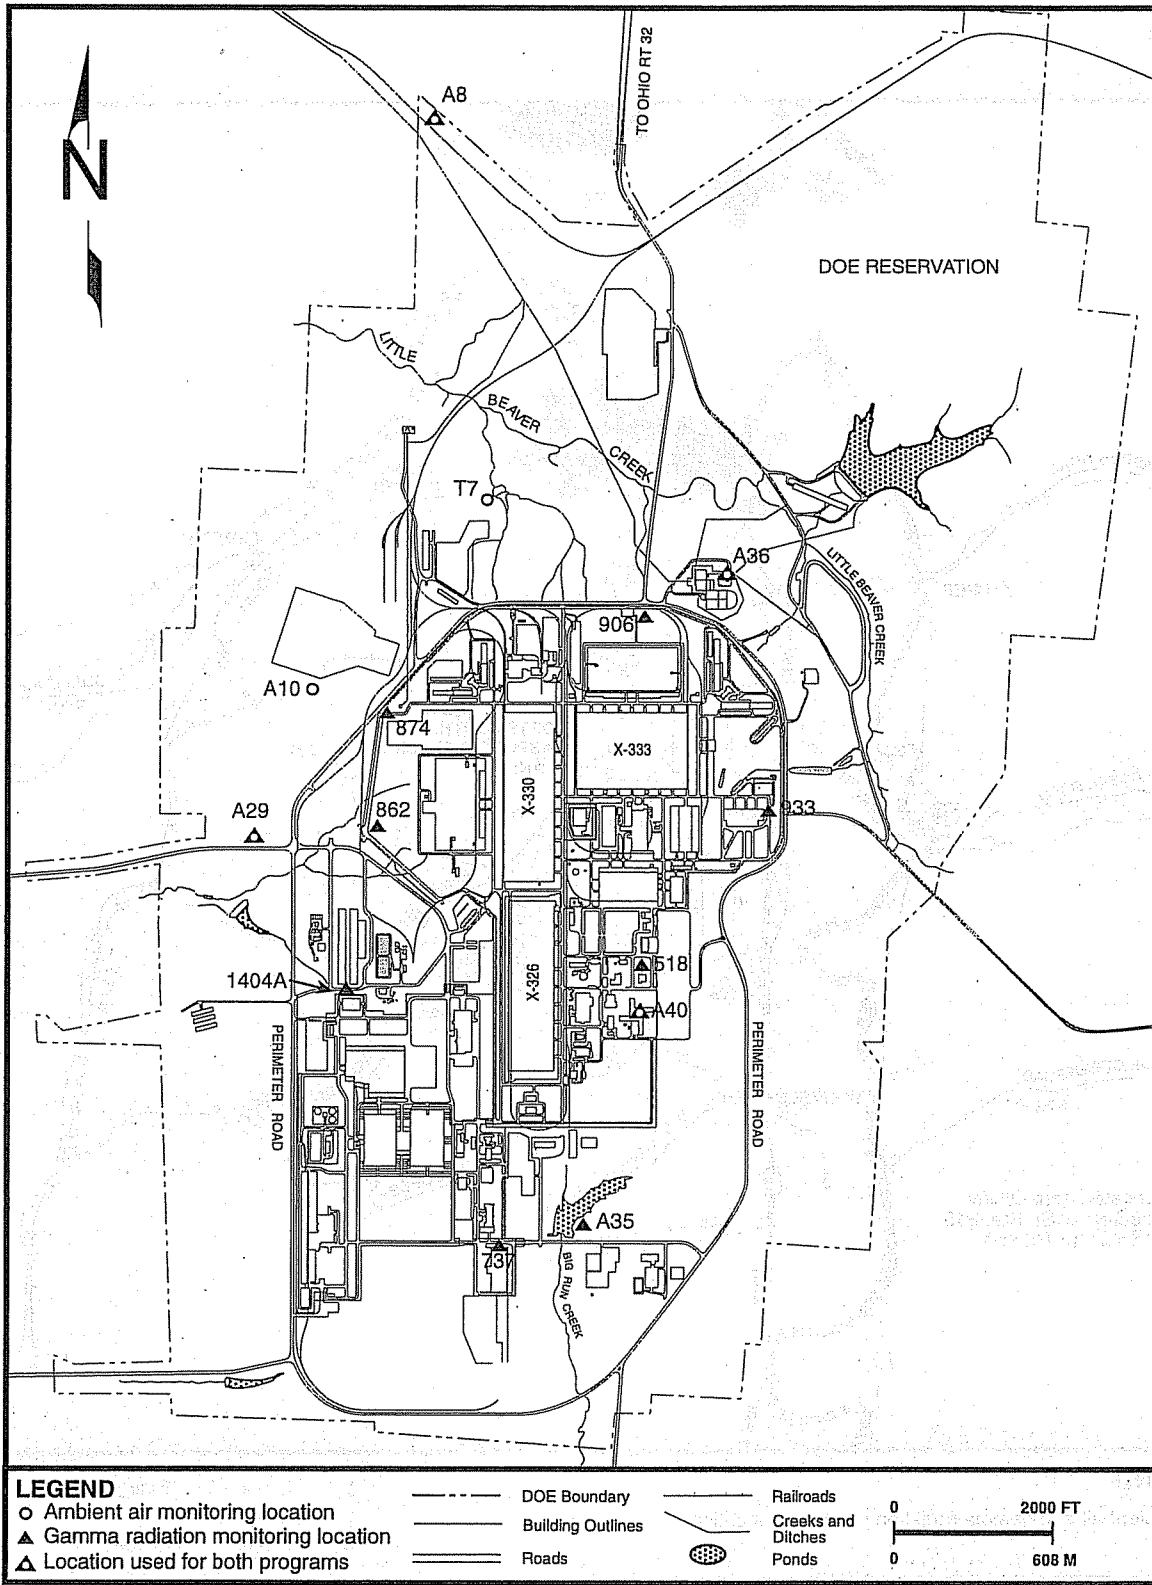 TO OHIO RT 32
A8
N
DOE RESERVATION
LITTLE
BEAVER
CREEK
T7
A36
LITTLE BEAVER CREEK
906
A10
874
X-333
X-330
A29
862
933
518
X-326
1404A
A40
PERIMETER ROAD
PERIMETER ROAD
A35
737
BIG RUN CREEK
LEGEND
Ambient air monitoring location
Gamma radiation monitoring location
Location used for both programs
DOE Boundary
Building Outlines
Roads
Railroads
Creeks and
Ditches
Ponds
0 2000 FT
0 608 M